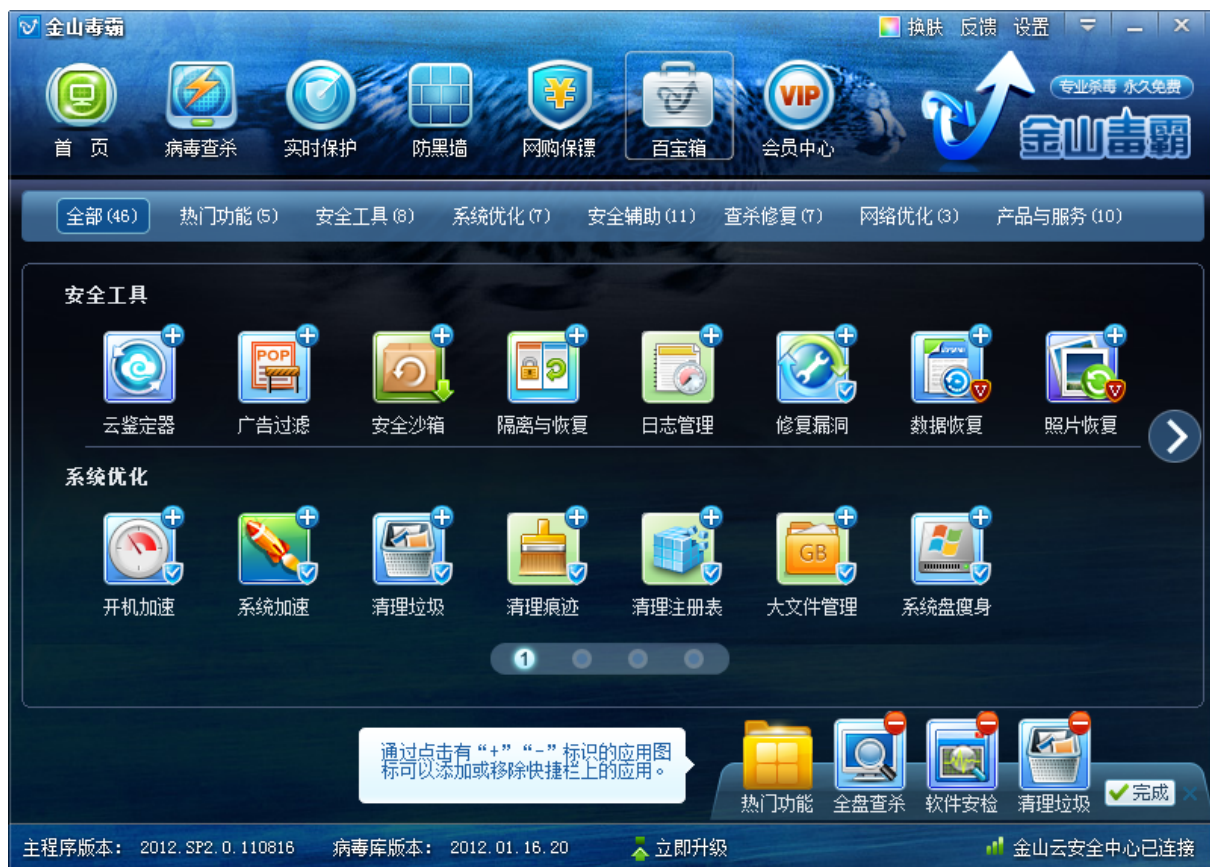 金山毒霸
换肤 反馈 设置
首 页 病毒查杀 实时保护 防黑墙 网购保镖 百宝箱 会员中心
VIP
专业杀毒 永久免费
金山毒霸
全部(46) 热门功能(5) 安全工具(8) 系统优化(7) 安全辅助(11) 查杀修复(7) 网络优化(3) 产品与服务(10)
安全工具
POP
云鉴定器 广告过滤 安全沙箱 隔离与恢复 日志管理 修复漏洞 数据恢复 照片恢复
系统优化
GB
开机加速 系统加速 清理垃圾 清理痕迹 清理注册表 大文件管理 系统盘瘦身
1
通过点击有“+”“-”标识的应用图
标可以添加或移除快捷栏上的应用。
热门功能 全盘查杀 软件安检 清理垃圾 完成
主程序版本： 2012.SP2.0.110816 病毒库版本： 2012.01.16.20 立即升级 金山云安全中心已连接